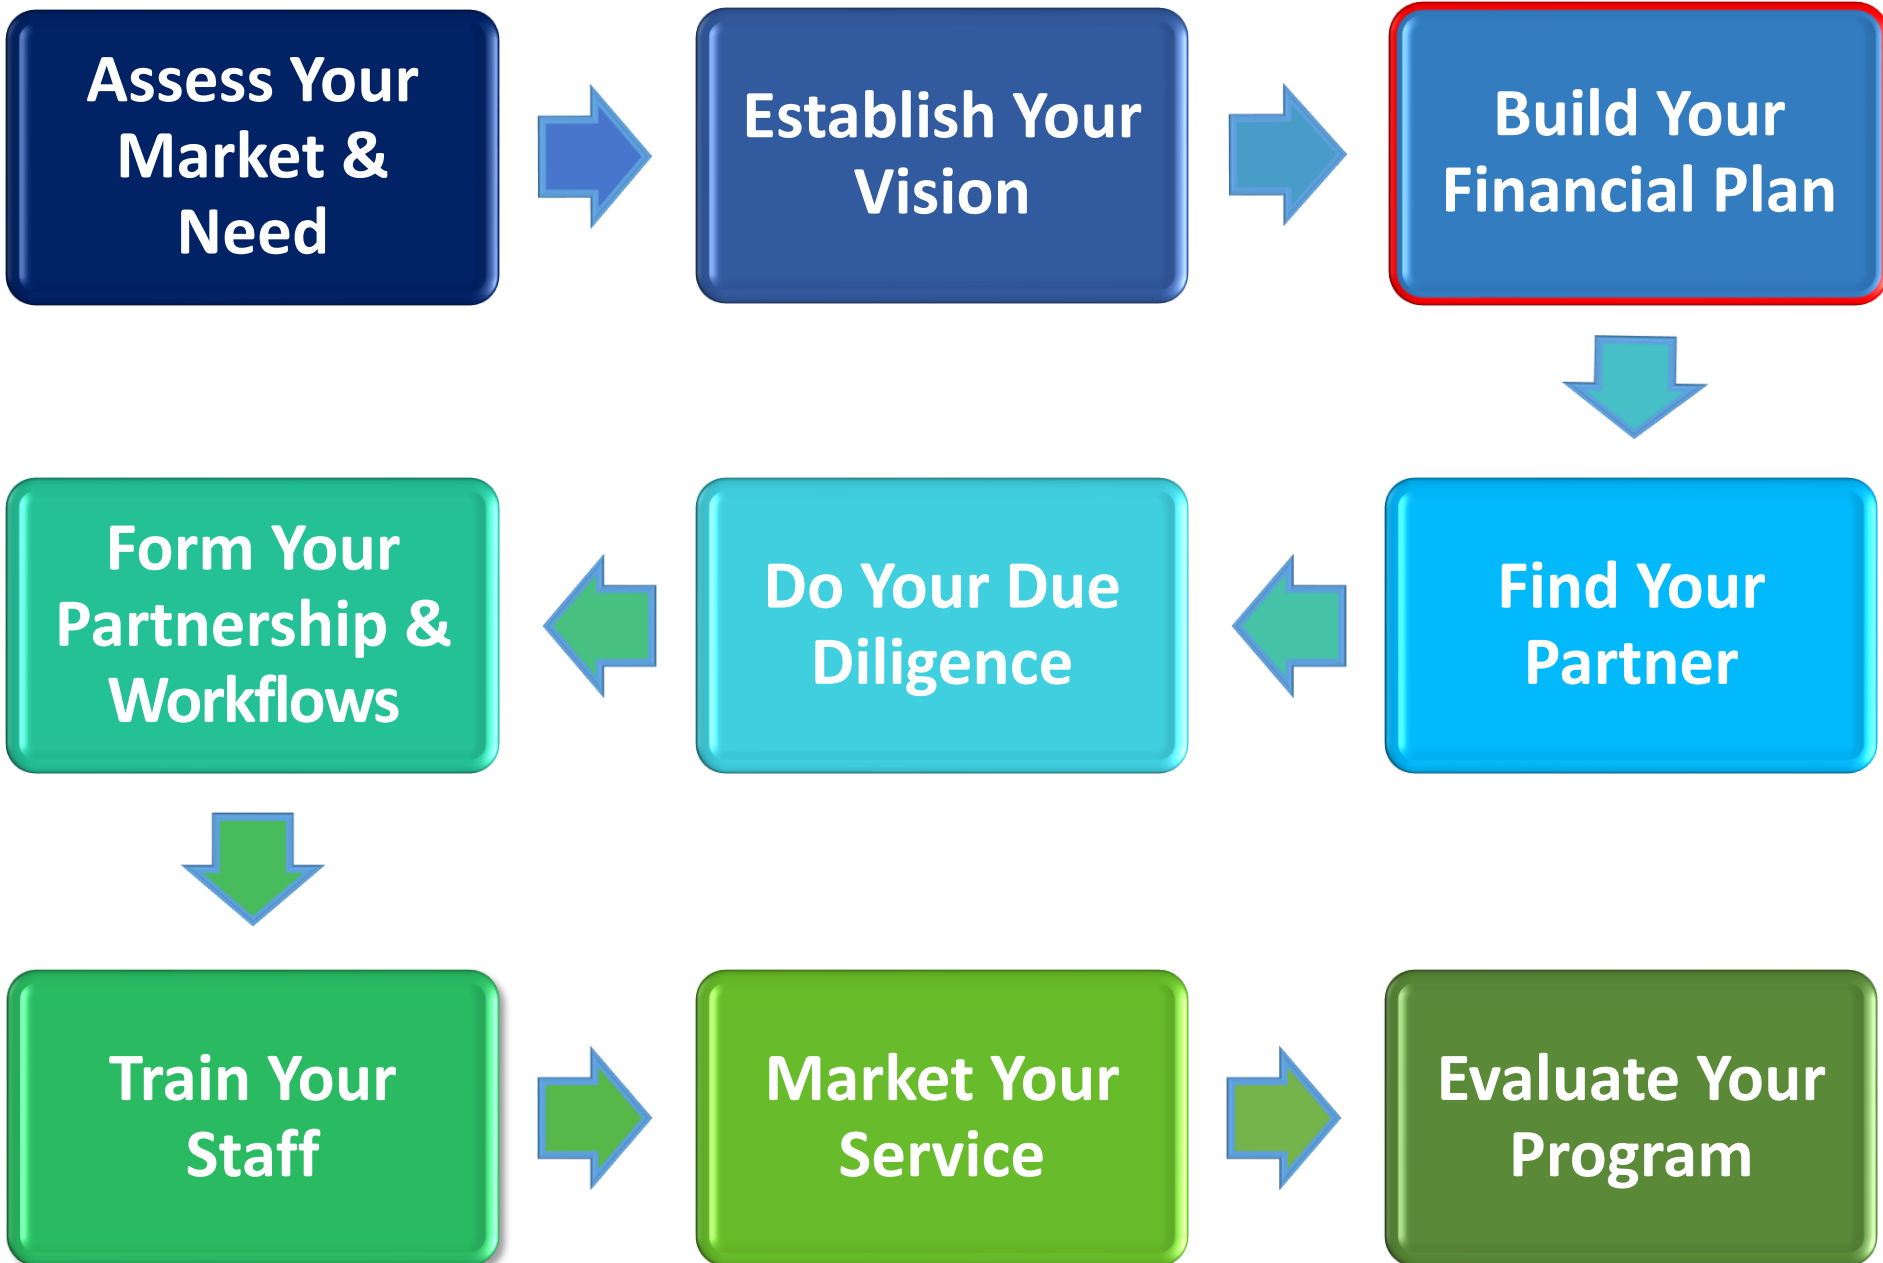 Assess Your
Market &
Need
Establish Your
Vision
Build Your
Financial Plan
Find Your
Partner
Do Your Due
Diligence
Form Your
Partnership &
Workflows
Train Your
Staff
Market Your
Service
Evaluate Your
Program